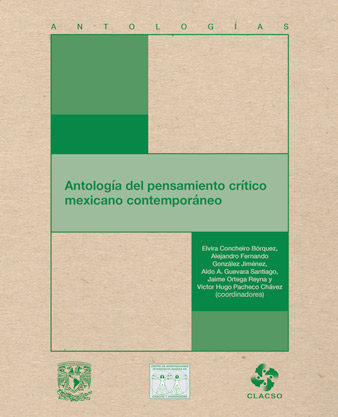 ANTOLOGÍAS
Antología del pensamiento crítico
mexicano contemporáneo
Elvira Concheiro Bórquez,
Alejandro Fernando
González Jiménez,
Aldo A. Guevara Santiago,
Jaime Ortega Reyna y
Victor Hugo Pacheco Chávez
(coordinadores)
CLACSO